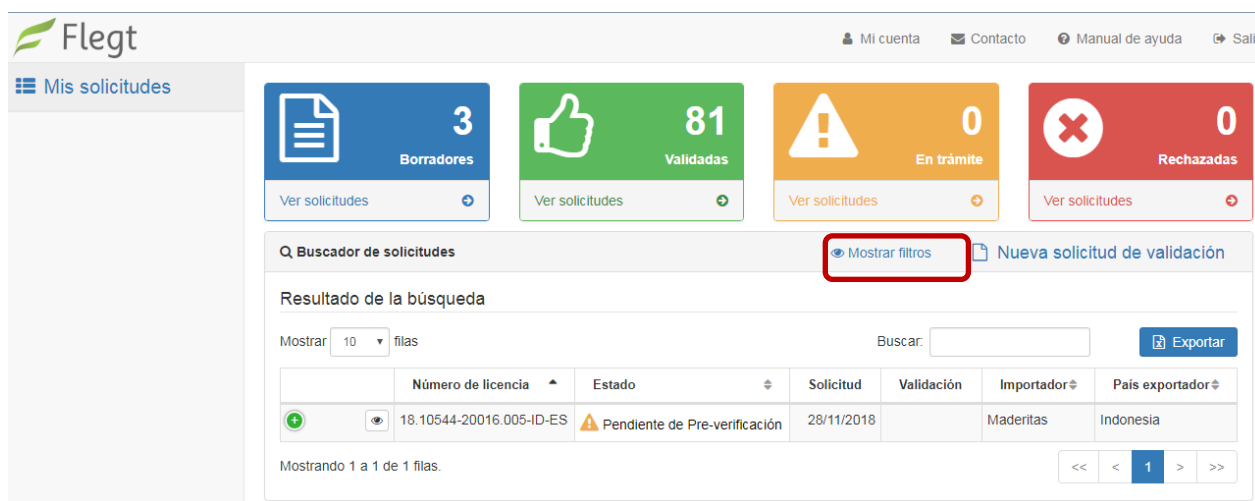 Flegt
Mi cuenta Contacto Manual de ayuda Sali
Mis solicitudes
3 81 0 0
Borradores Validadas En trámite Rechazadas
Ver solicitudes Ver solicitudes Ver solicitudes Ver solicitudes
Buscador de solicitudes Mostrar filtros Nueva solicitud de validación
Resultado de la búsqueda
Mostrar 10 filas Buscar: Exportar
Número de licencia Estado Solicitud Validación Importador País exportador
18.10544-20016.005-ID-ES Pendiente de Pre-verificación 28/11/2018 Maderitas Indonesia
Mostrando 1 a 1 de 1 filas. << < 1 > >>